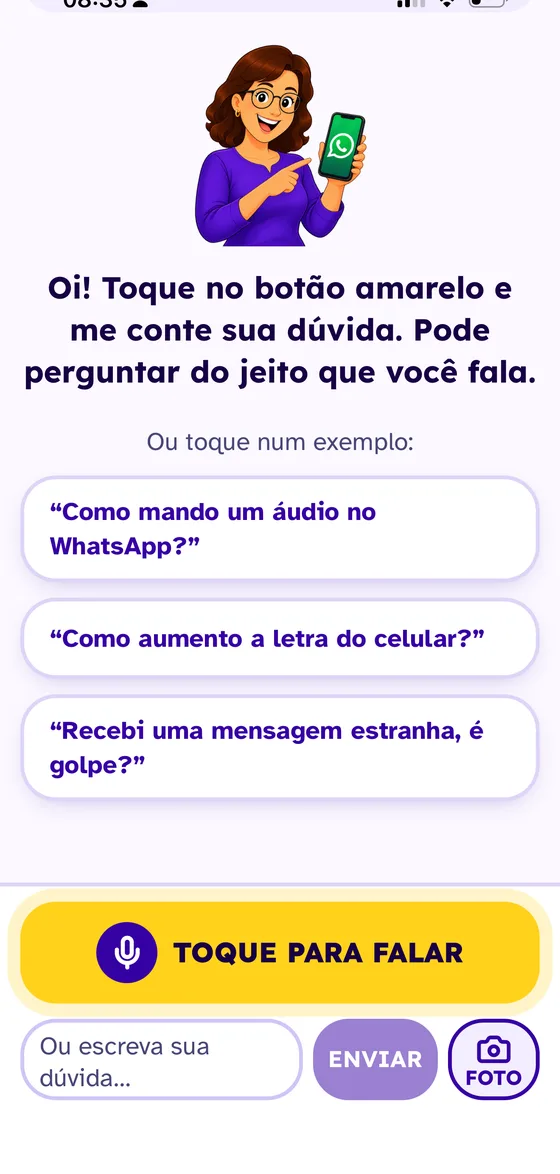 08:35
Oi! Toque no botão amarelo e
me conte sua dúvida. Pode
perguntar do jeito que você fala.
Ou toque num exemplo:
“Como mando um áudio no
WhatsApp?”
“Como aumento a letra do celular?”
“Recebi uma mensagem estranha, é
golpe?”
TOQUE PARA FALAR
Ou escreva sua
dúvida...
ENVIAR
FOTO